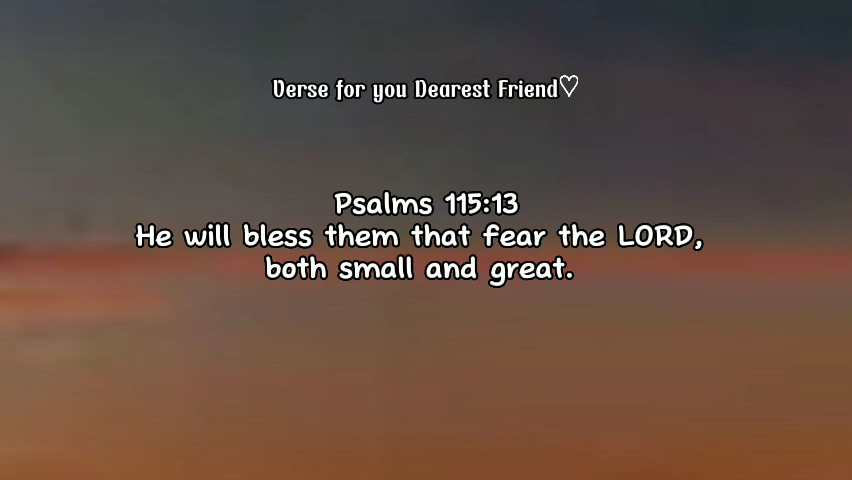 Verse for you Dearest Friend♡
Psalms 115:13
He will bless them that fear the LORD,
both small and great.